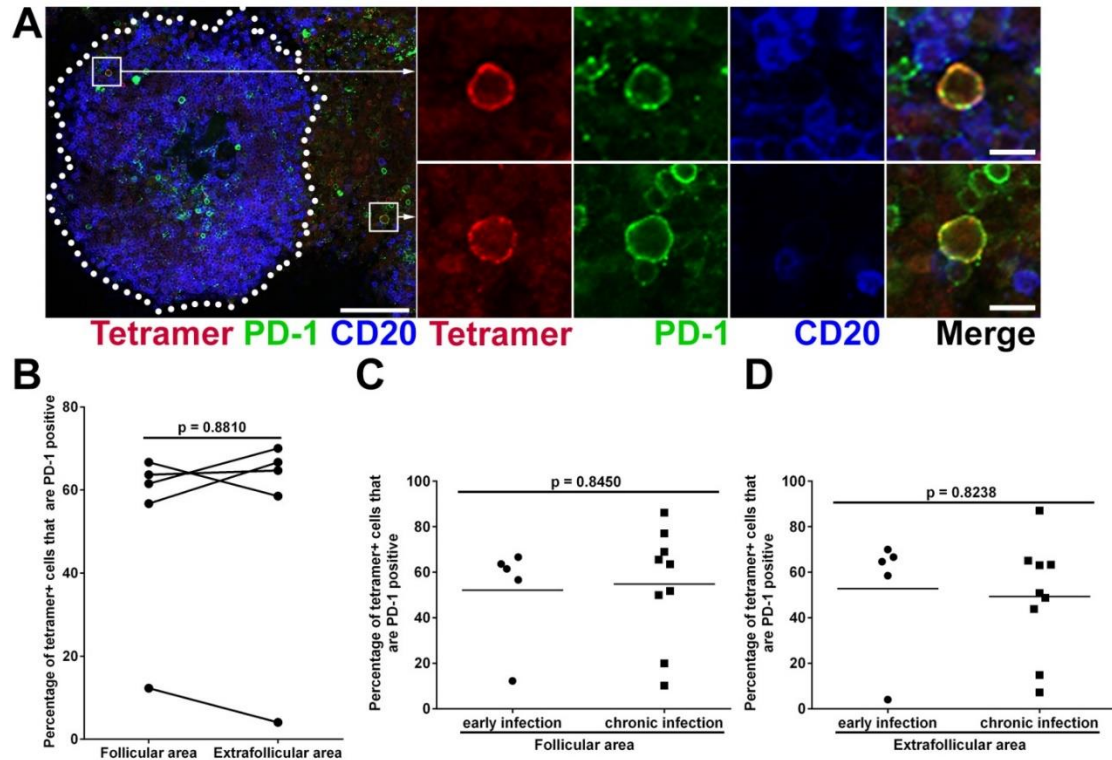 A
Tetramer PD-1 CD20 Tetramer PD-1 CD20 Merge
B
Percentage of tetramer+ cells that are PD-1 positive
80
60
40
20
0
p = 0.8810
Follicular area Extrafollicular area
C
Percentage of tetramer+ cells that
are PD-1 positive
100
80
60
40
20
0
p = 0.8450
early infection chronic infection
Follicular area
D
Percentage of tetramer+ cells that
are PD-1 positive
100
80
60
40
20
0
p = 0.8238
early infection chronic infection
Extrafollicular area